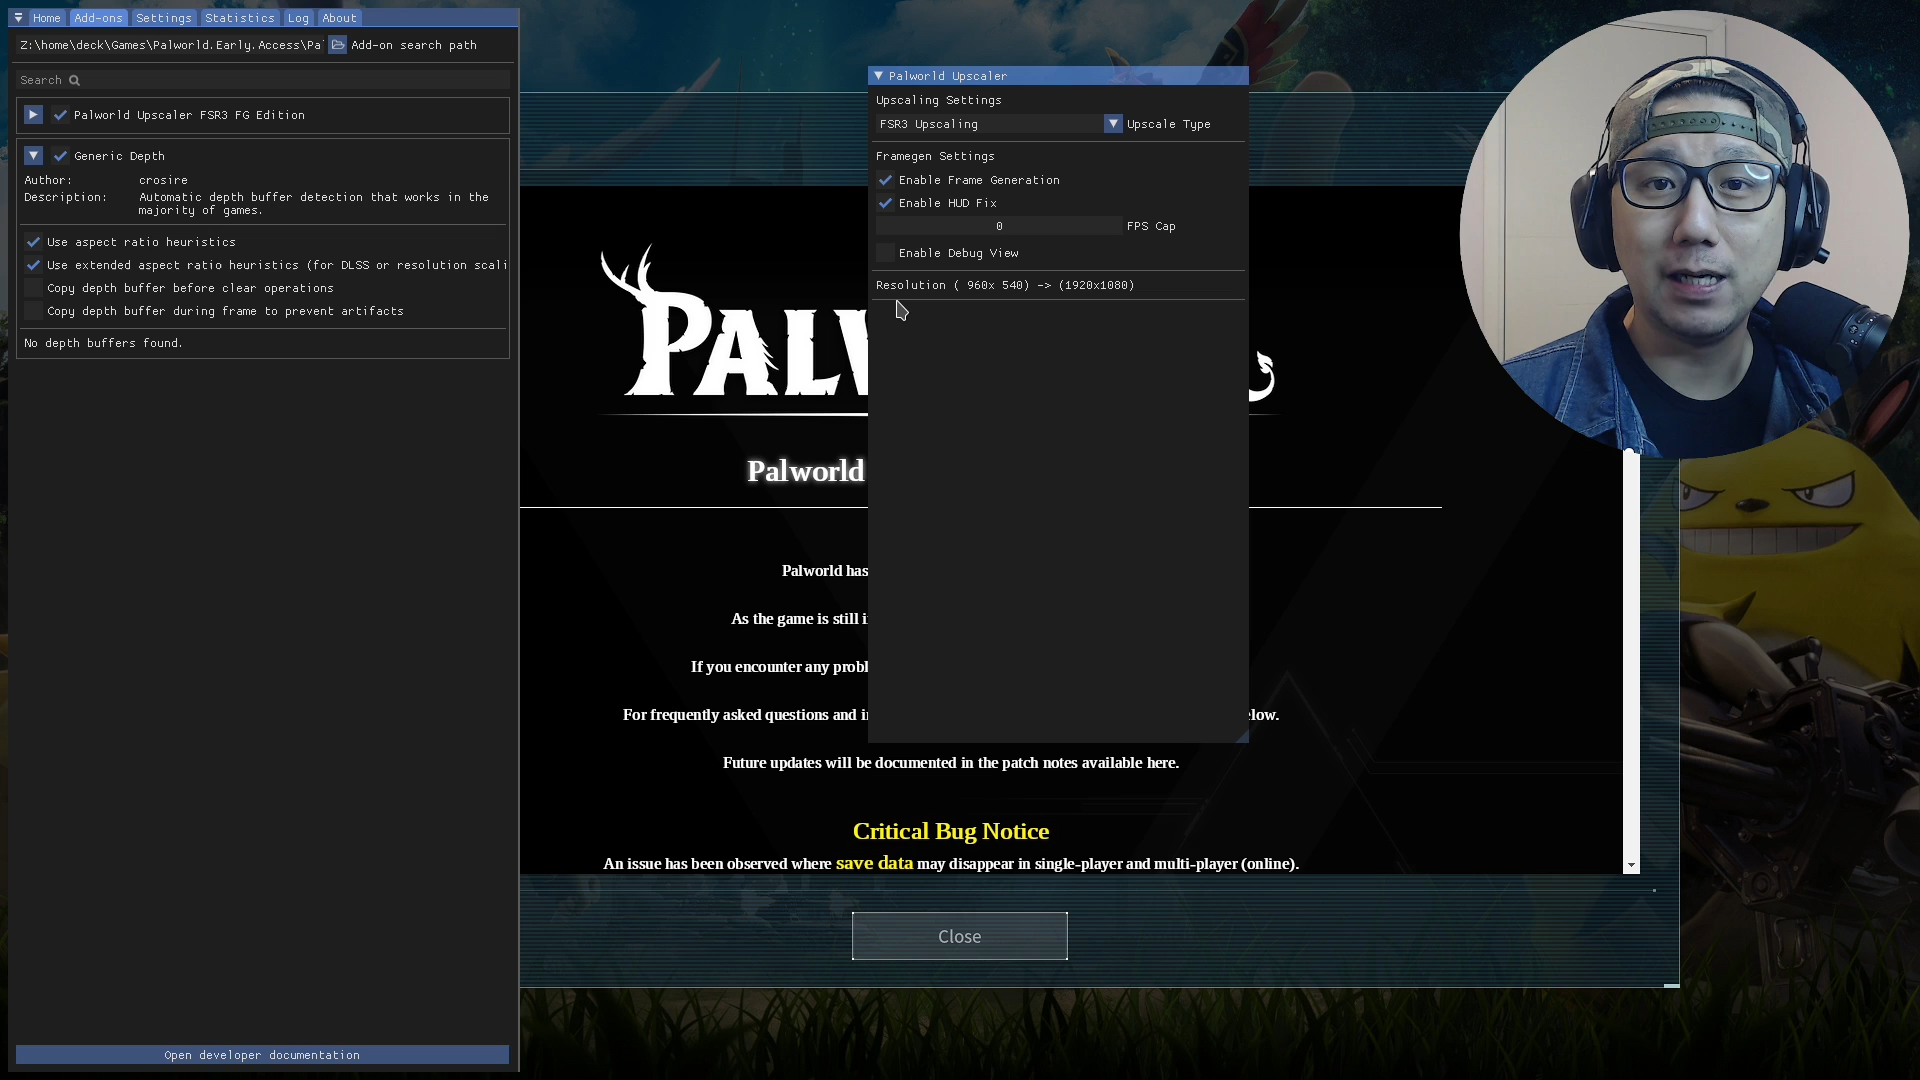 Home Add-ons Settings Statistics Log About
Z:\home\deck\Games\Palworld.Early.Access\Pa Add-on search path
Search
Palworld Upscaler FSR3 FG Edition
Generic Depth
Author: crosire
Description: Automatic depth buffer detection that works in the
majority of games.
Use aspect ratio heuristics
Use extended aspect ratio heuristics (for DLSS or resolution scali
Copy depth buffer before clear operations
Copy depth buffer during frame to prevent artifacts
No depth buffers found.
Open developer documentation
Palworld Upscaler
Upscaling Settings
FSR3 Upscaling Upscale Type
Framegen Settings
Enable Frame Generation
Enable HUD Fix
0 FPS Cap
Enable Debug View
Resolution ( 960x 540) -> (1920x1080)
PALW
Palworld
Palworld has
As the game is still i
If you encounter any probl
For frequently asked questions and i elow.
Future updates will be documented in the patch notes available here.
Critical Bug Notice
An issue has been observed where save data may disappear in single-player and multi-player (online).
Close